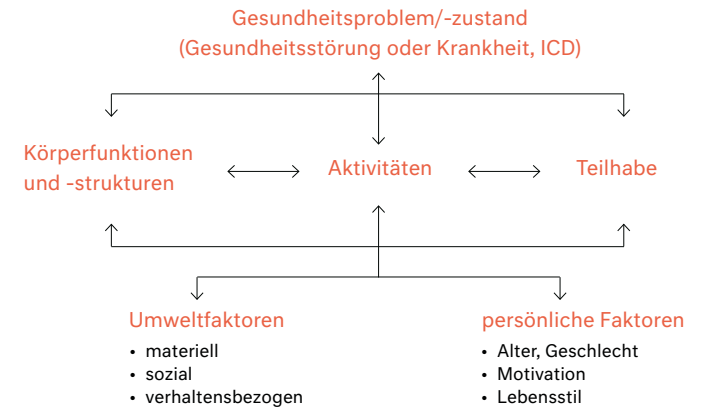 Gesundheitsproblem/-zustand
(Gesundheitsstörung oder Krankheit, ICD)
Körperfunktionen
und -strukturen
Aktivitäten
Teilhabe
Umweltfaktoren
• materiell
• sozial
• verhaltensbezogen
persönliche Faktoren
• Alter, Geschlecht
• Motivation
• Lebensstil